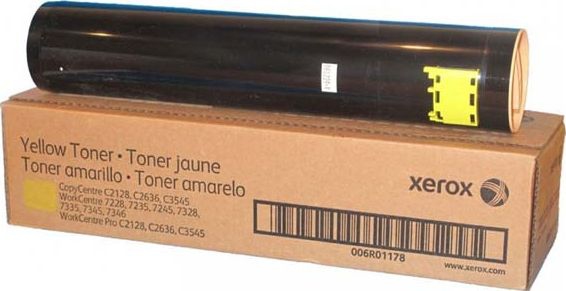 Yellow Toner • Toner jaune
Toner amarillo • Toner amarelo
CopyCentre C2128, C2636, C3545
WorkCentre 7228, 7235, 7245, 7328,
7335, 7345, 7346
WorkCentre Pro C2128, C2636, C3545
xerox
006R01178
www.xerox.com